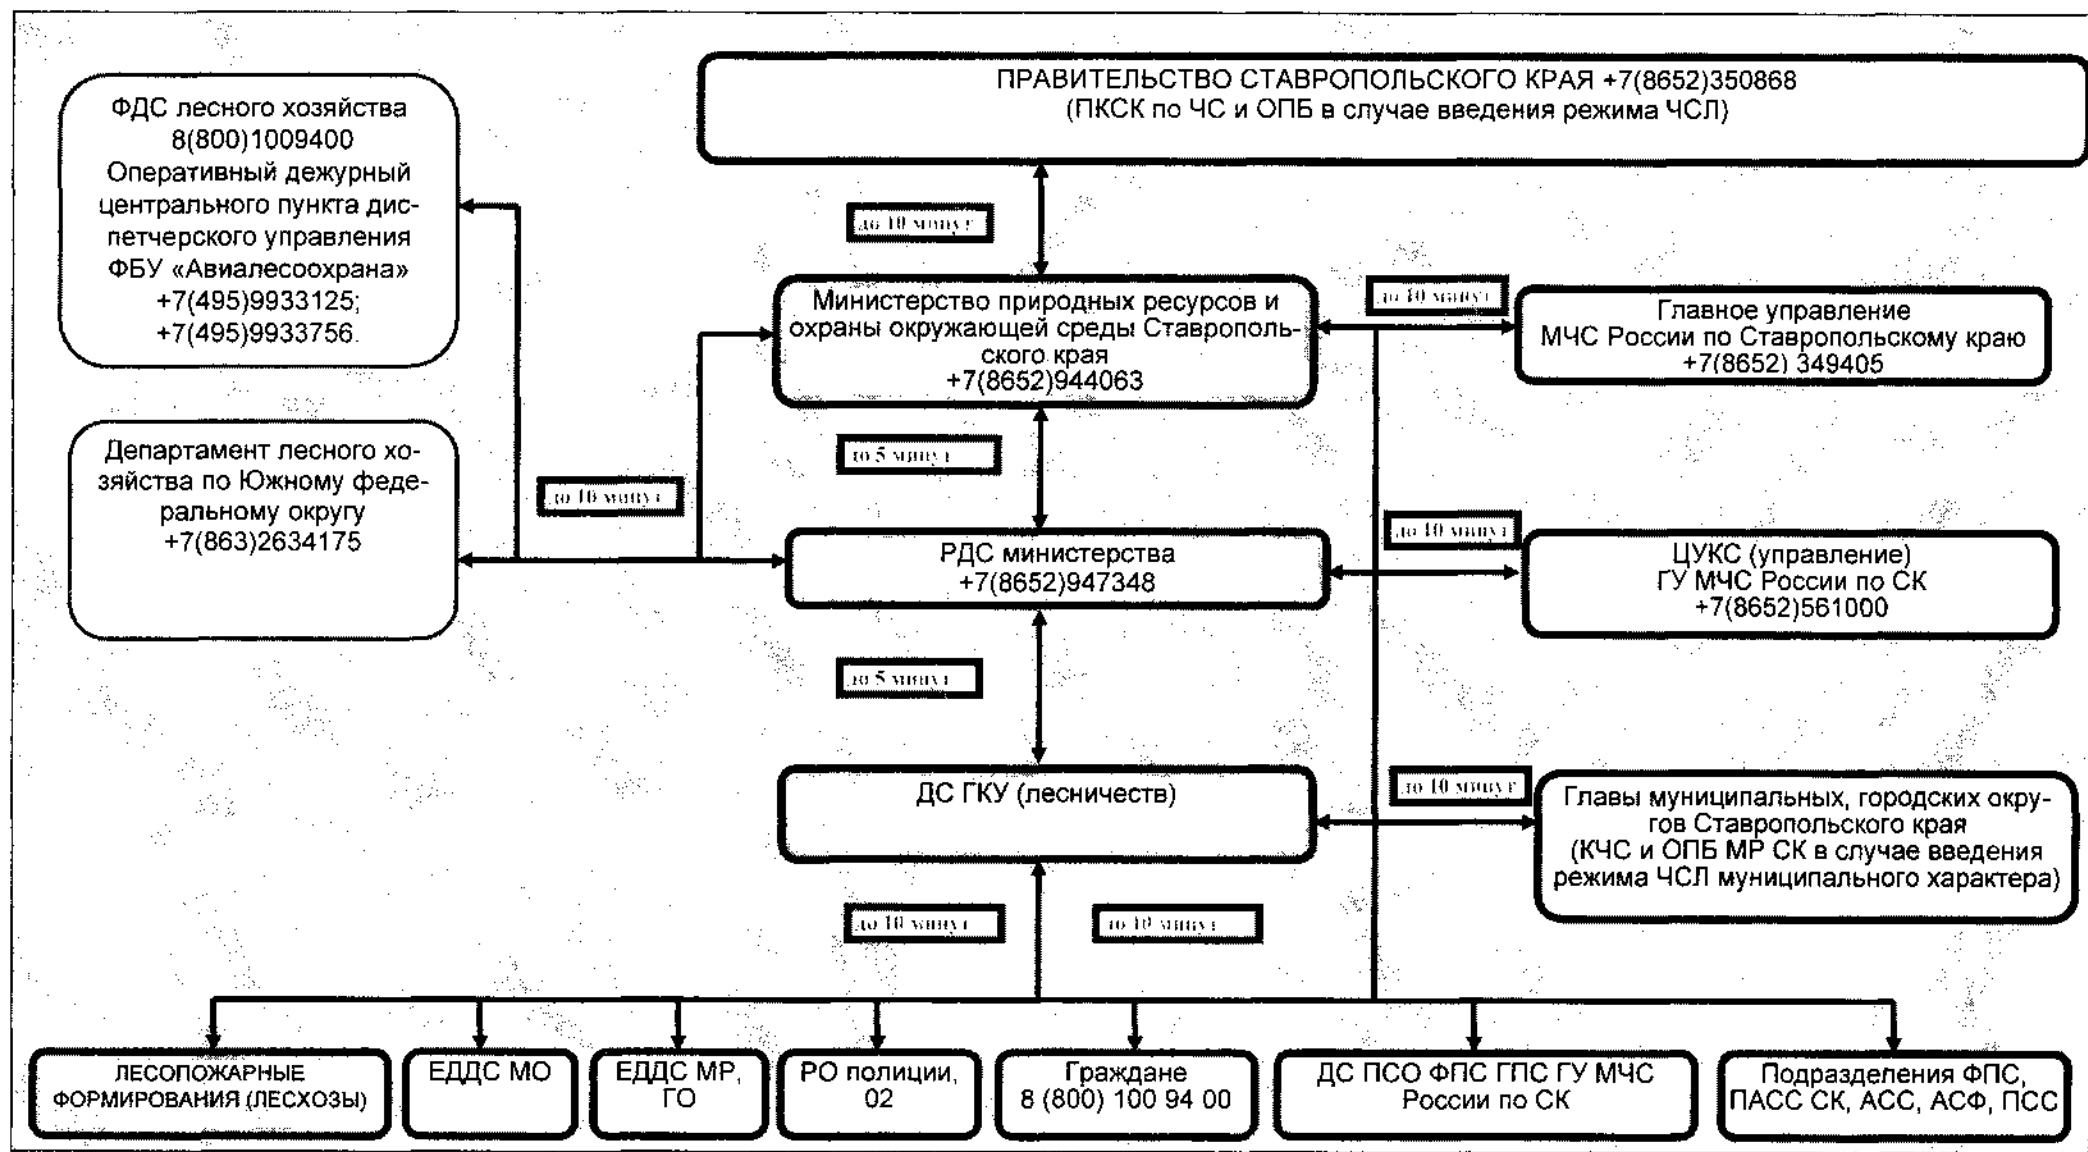 ПРАВИТЕЛЬСТВО СТАВРОПОЛЬСКОГО КРАЯ +7(8652)350868
(ПКСК по ЧС и ОПБ в случае введения режима ЧСЛ)
ФДС лесного хозяйства
8(800)1009400
Оперативный дежурный
центрального пункта дис-
петчерского управления
ФБУ «Авиалесоохрана»
+7(495)9933125;
+7(495)9933756.
до 10 минут
Министерство природных ресурсов и
охраны окружающей среды Ставрополь-
ского края
+7(8652)944063
до 10 минут
Главное управление
МЧС России по Ставропольскому краю
+7(8652) 349405
Департамент лесного хо-
зяйства по Южному феде-
ральному округу
+7(863)2634175
до 10 минут
до 5 минут
РДС министерства
+7(8652)947348
до 10 минут
ЦУКС (управление)
ГУ МЧС России по СК
+7(8652)561000
до 5 минут
ДС ГКУ (лесничеств)
до 10 минут
Главы муниципальных, городских окру-
гов Ставропольского края
(КЧС и ОПБ МР СК в случае введения
режима ЧСЛ муниципального характера)
до 10 минут
до 10 минут
ЛЕСОПОЖАРНЫЕ
ФОРМИРОВАНИЯ (ЛЕСХОЗЫ)
ЕДДС МО
ЕДДС МР,
ГО
РО полиции,
02
Граждане
8 (800) 100 94 00
ДС ПСО ФПС ГПС ГУ МЧС
России по СК
Подразделения ФПС,
ПАСС СК, АСС, АСФ, ПСС